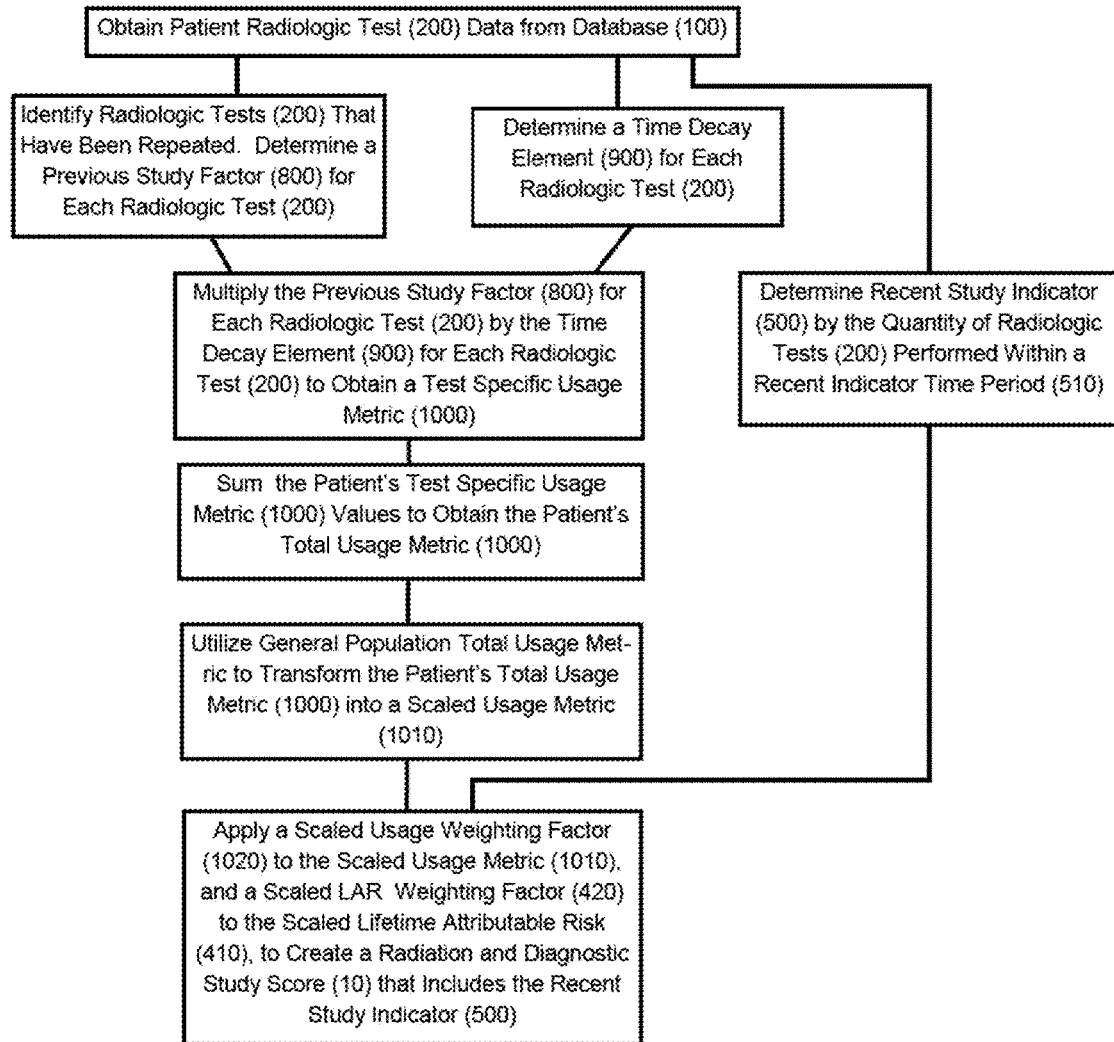 Obtain Patient Radiologic Test (200) Data from Database (100)
Identify Radiologic Tests (200) That
Have Been Repeated. Determine a
Previous Study Factor (800) for
Each Radiologic Test (200)
Determine a Time Decay
Element (900) for Each
Radiologic Test (200)
Multiply the Previous Study Factor (800) for
Each Radiologic Test (200) by the Time
Decay Element (900) for Each Radiologic
Test (200) to Obtain a Test Specific Usage
Metric (1000)
Determine Recent Study Indicator
(500) by the Quantity of Radiologic
Tests (200) Performed Within a
Recent Indicator Time Period (510)
Sum the Patient's Test Specific Usage
Metric (1000) Values to Obtain the Patient's
Total Usage Metric (1000)
Utilize General Population Total Usage Met-
ric to Transform the Patient's Total Usage
Metric (1000) into a Scaled Usage Metric
(1010)
Apply a Scaled Usage Weighting Factor
(1020) to the Scaled Usage Metric (1010),
and a Scaled LAR Weighting Factor (420)
to the Scaled Lifetime Attributable Risk
(410), to Create a Radiation and Diagnostic
Study Score (10) that Includes the Recent
Study Indicator (500)